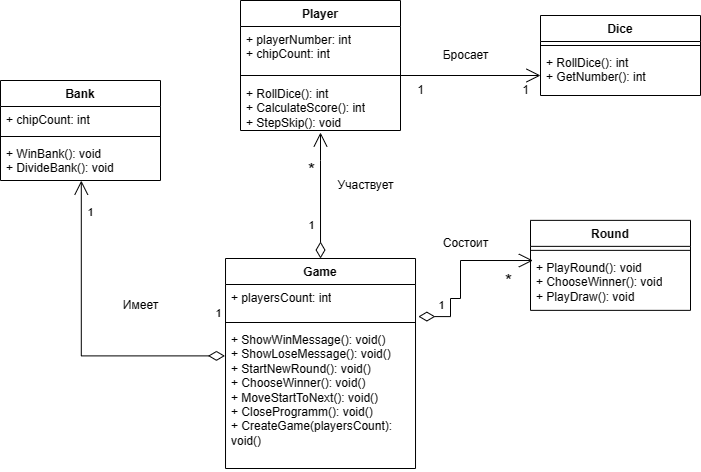 Player
+ playerNumber: int
+ chipCount: int
+ RollDice(): int
+ CalculateScore(): int
+ StepSkip(): void
Бросает
1
1
Dice
+ RollDice(): int
+ GetNumber(): int
Bank
+ chipCount: int
+ WinBank(): void
+ DivideBank(): void
1
*
Участвует
1
Имеет
1
Game
+ playersCount: int
+ ShowWinMessage(): void()
+ ShowLoseMessage(): void()
+ StartNewRound(): void()
+ ChooseWinner(): void()
+ MoveStartToNext(): void()
+ CloseProgramm(): void()
+ CreateGame(playersCount):
void()
Состоит
1
*
Round
+ PlayRound(): void
+ ChooseWinner(): void
+ PlayDraw(): void